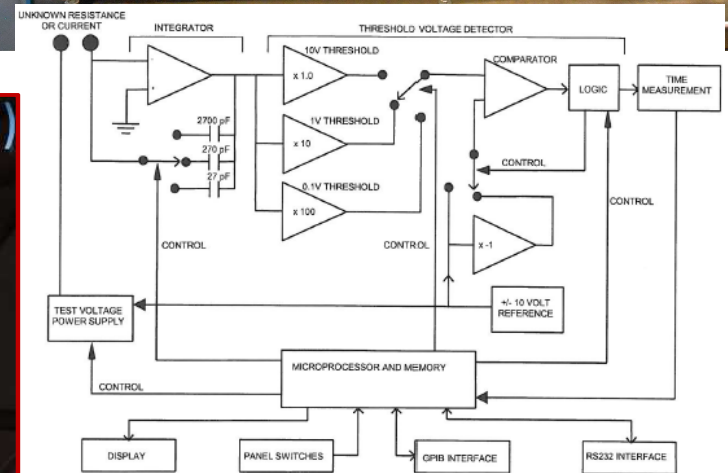 UNKNOWN RESISTANCE
OR CURRENT
INTEGRATOR
THRESHOLD VOLTAGE DETECTOR
10V THRESHOLD
x 1.0
COMPARATOR
LOGIC
TIME
MEASUREMENT
2700 pF
270 pF
27 pF
1V THRESHOLD
x 10
0.1V THRESHOLD
x 100
CONTROL
CONTROL
CONTROL
CONTROL
x -1
TEST VOLTAGE
POWER SUPPLY
+/- 10 VOLT
REFERENCE
MICROPROCESSOR AND MEMORY
CONTROL
DISPLAY
PANEL SWITCHES
GPIB INTERFACE
RS232 INTERFACE